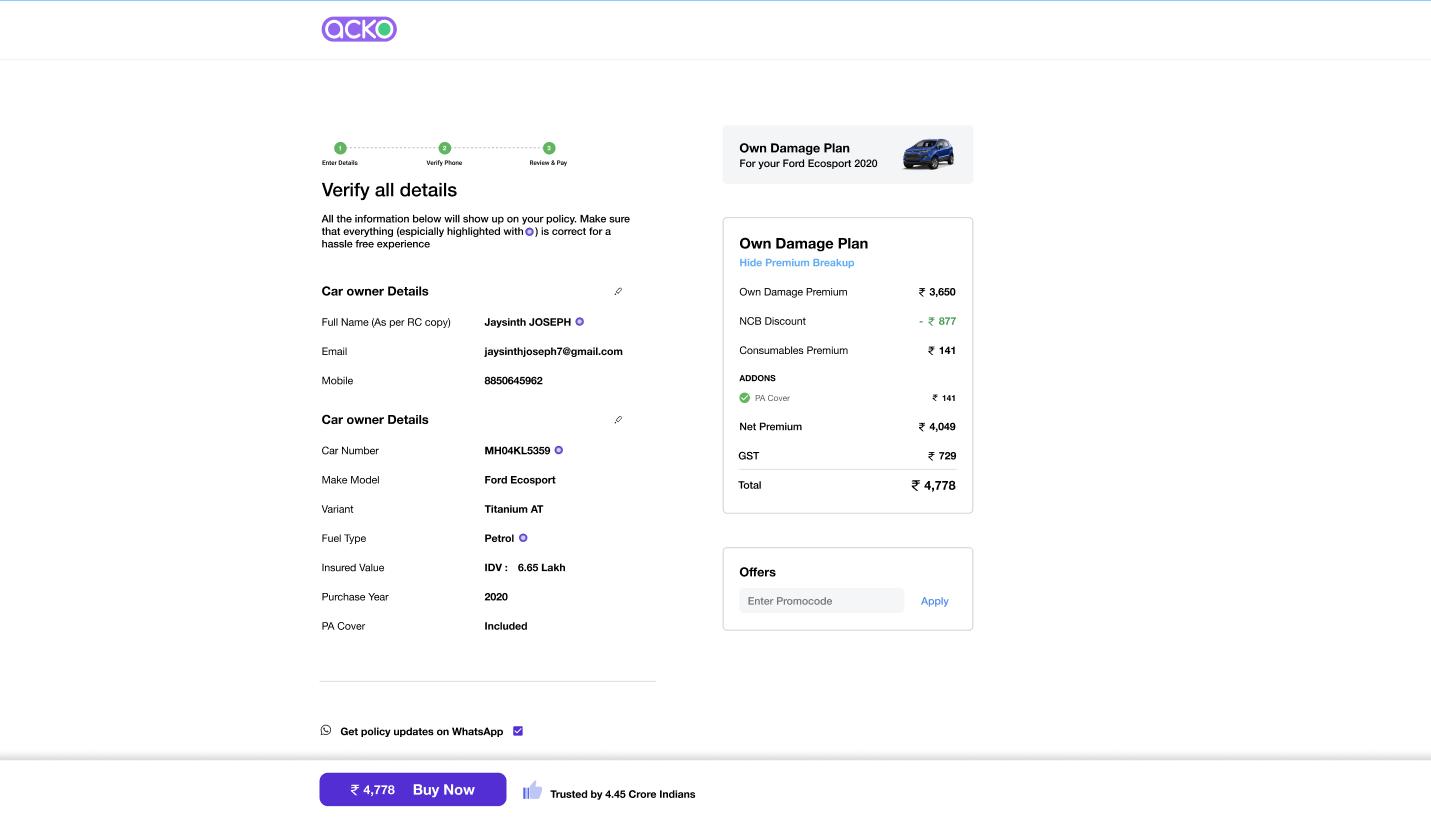 acko
1 2 3
Enter Details Verify Phone Review & Pay
Verify all details
All the information below will show up on your policy. Make sure
that everything (espicially highlighted with ) is correct for a
hassle free experience
Car owner Details
Full Name (As per RC copy) Jaysinth JOSEPH
Email jaysinthjoseph7@gmail.com
Mobile 8850645962
Car owner Details
Car Number MH04KL5359
Make Model Ford Ecosport
Variant Titanium AT
Fuel Type Petrol
Insured Value IDV : 6.65 Lakh
Purchase Year 2020
PA Cover Included
Get policy updates on WhatsApp
Own Damage Plan
For your Ford Ecosport 2020
Own Damage Plan
Hide Premium Breakup
Own Damage Premium ₹ 3,650
NCB Discount - ₹ 877
Consumables Premium ₹ 141
ADDONS
PA Cover ₹ 141
Net Premium ₹ 4,049
GST ₹ 729
Total ₹ 4,778
Offers
Enter Promocode Apply
₹ 4,778 Buy Now
Trusted by 4.45 Crore Indians